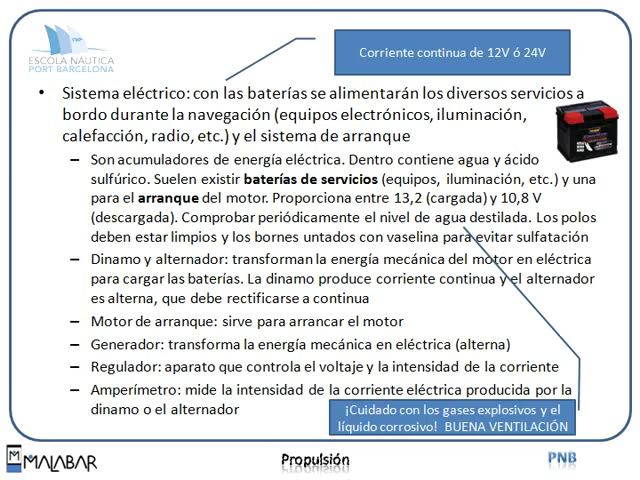 ESCOLA NÁUTICA
PORT BARCELONA
Corriente continua de 12V ó 24V
• Sistema eléctrico: con las baterías se alimentarán los diversos servicios a
bordo durante la navegación (equipos electrónicos, iluminación,
calefacción, radio, etc.) y el sistema de arranque
– Son acumuladores de energía eléctrica. Dentro contiene agua y ácido
sulfúrico. Suelen existir baterías de servicios (equipos, iluminación, etc.) y una
para el arranque del motor. Proporciona entre 13,2 (cargada) y 10,8 V
(descargada). Comprobar periódicamente el nivel de agua destilada. Los polos
deben estar limpios y los bornes untados con vaselina para evitar sulfatación
– Dinamo y alternador: transforman la energía mecánica del motor en eléctrica
para cargar las baterías. La dinamo produce corriente continua y el alternador
es alterna, que debe rectificarse a continua
– Motor de arranque: sirve para arrancar el motor
– Generador: transforma la energía mecánica en eléctrica (alterna)
– Regulador: aparato que controla el voltaje y la intensidad de la corriente
– Amperímetro: mide la intensidad de la corriente eléctrica producida por la
dinamo o el alternador
¡Cuidado con los gases explosivos y el
líquido corrosivo! BUENA VENTILACIÓN
MALABAR
Propulsión
PNB